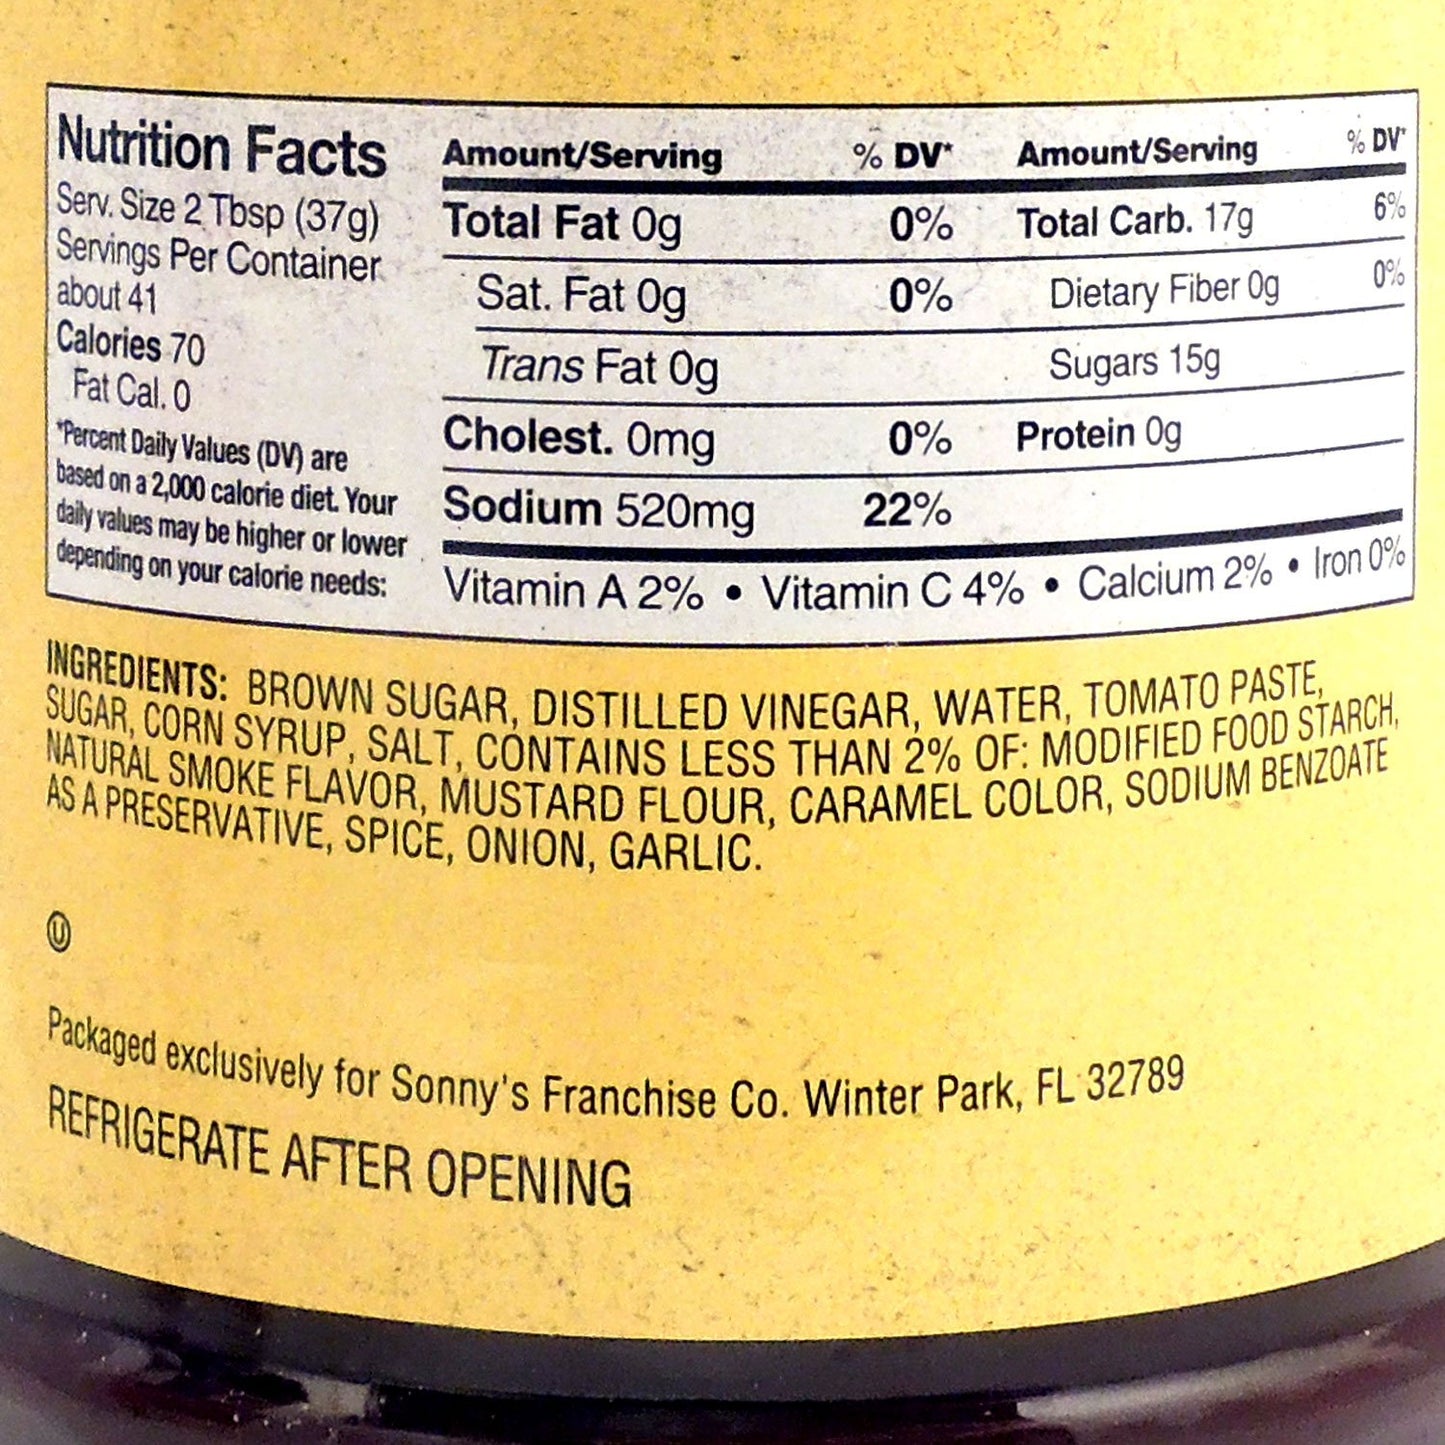 Nutrition Facts
Serv. Size 2 Tbsp (37g)
Servings Per Container
about 41
Calories 70
Fat Cal. 0
*Percent Daily Values (DV) are
based on a 2,000 calorie diet. Your
daily values may be higher or lower
depending on your calorie needs:
Amount/Serving % DV*
Total Fat 0g 0%
Sat. Fat 0g 0%
Trans Fat 0g
Cholest. 0mg 0%
Sodium 520mg 22%
Amount/Serving % DV*
Total Carb. 17g 6%
Dietary Fiber 0g 0%
Sugars 15g
Protein 0g
Vitamin A 2% • Vitamin C 4% • Calcium 2% • Iron 0%
INGREDIENTS: BROWN SUGAR, DISTILLED VINEGAR, WATER, TOMATO PASTE,
SUGAR, CORN SYRUP, SALT, CONTAINS LESS THAN 2% OF: MODIFIED FOOD STARCH,
NATURAL SMOKE FLAVOR, MUSTARD FLOUR, CARAMEL COLOR, SODIUM BENZOATE
AS A PRESERVATIVE, SPICE, ONION, GARLIC.
Ⓤ
Packaged exclusively for Sonny's Franchise Co. Winter Park, FL 32789
REFRIGERATE AFTER OPENING